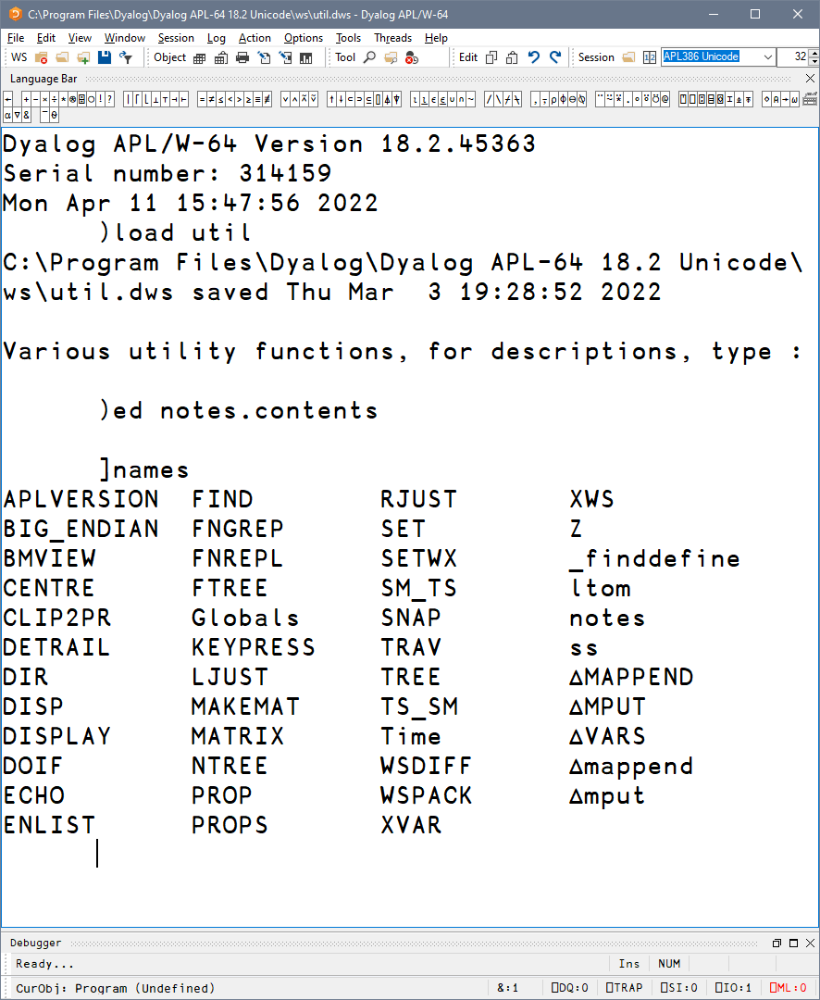 C:\Program Files\Dyalog\Dyalog APL-64 18.2 Unicode\ws\util.dws - Dyalog APL/W-64
File Edit View Window Session Log Action Options Tools Threads Help
WS Object Tool Edit Session APL386 Unicode 32
Language Bar
Dyalog APL/W-64 Version 18.2.45363
Serial number: 314159
Mon Apr 11 15:47:56 2022
      )load util
C:\Program Files\Dyalog\Dyalog APL-64 18.2 Unicode\
ws\util.dws saved Thu Mar  3 19:28:52 2022
Various utility functions, for descriptions, type :
      )ed notes.contents
      ]names
APLVERSION  FIND        RJUST       XWS
BIG_ENDIAN  FNGREP      SET         Z
BMVIEW      FNREPL      SETWX       _finddefine
CENTRE      FTREE       SM_TS       ltom
CLIP2PR     Globals     SNAP        notes
DETRAIL     KEYPRESS    TRAV        ss
DIR         LJUST       TREE        ∆MAPPEND
DISP        MAKEMAT     TS_SM       ∆MPUT
DISPLAY     MATRIX      Time        ∆VARS
DOIF        NTREE       WSDIFF      ∆mappend
ECHO        PROP        WSPACK      ∆mput
ENLIST      PROPS       XVAR
Debugger
Ready... Ins NUM
CurObj: Program (Undefined) &:1 ⎕DQ:0 ⎕TRAP ⎕SI:0 ⎕IO:1 ⎕ML:0